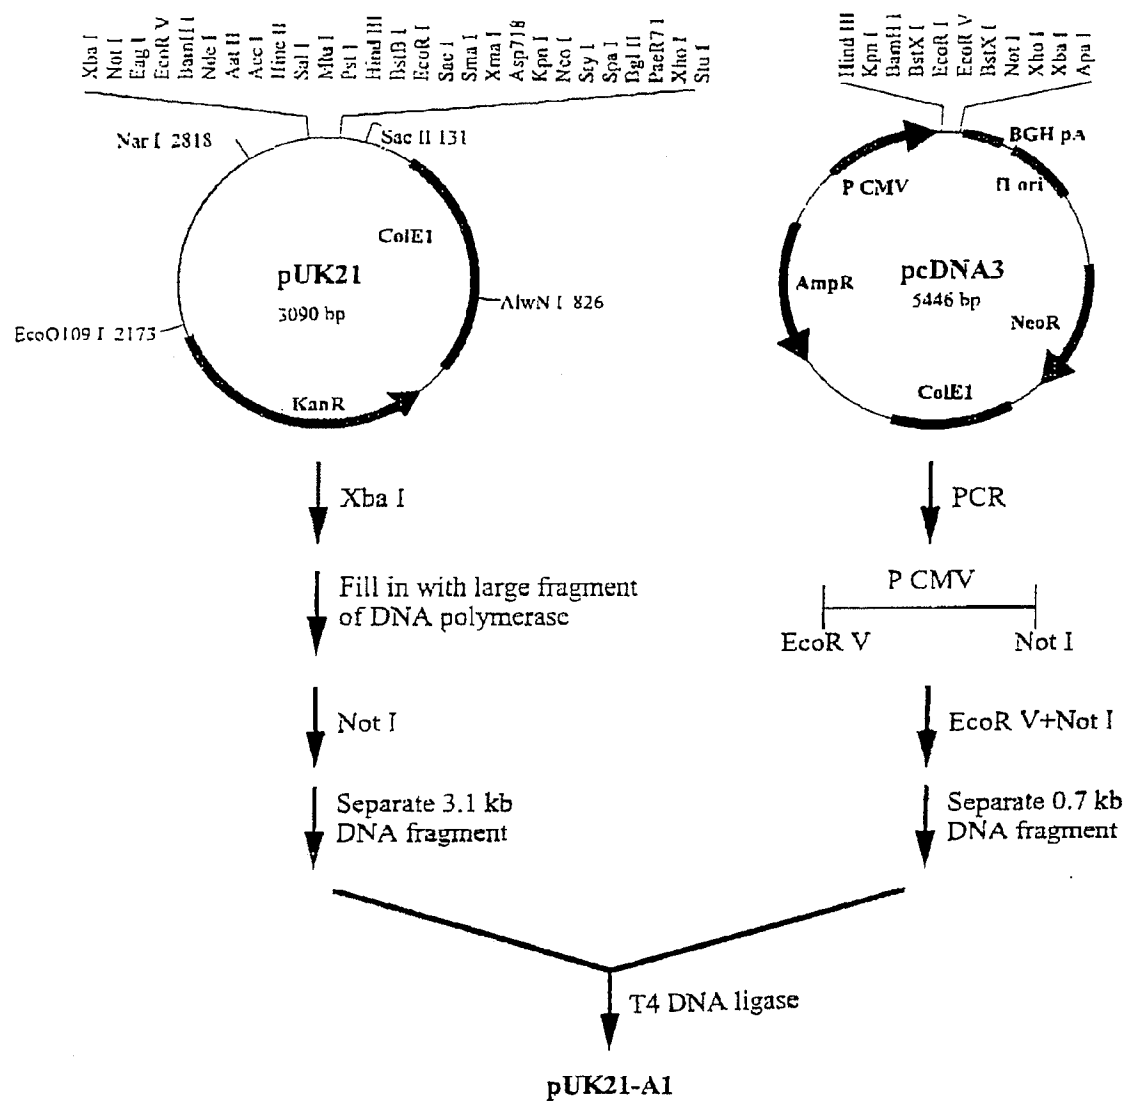 Xba I
Not I
Eag I
EcoR V
BamH I
Nde I
Aat II
Acc I
Hinc II
Sal I
Mlu I
Pst I
Hind III
BstB I
EcoR I
Sac I
Sma I
Xma I
Asp718
Kpn I
Nco I
Sty I
Spa I
Bgl II
PaeR7 I
Xho I
Stu I
Hind III
Kpn I
BamH I
BstX I
EcoR I
EcoR V
BstX I
Not I
Xho I
Xba I
Apa I
Nar I 2818
Sac II 131
ColE1
pUK21
3090 bp
AlwN I 826
EcoO109 I 2173
KanR
BGH pA
P CMV
f1 ori
AmpR
pcDNA3
5446 bp
NeoR
ColE1
Xba I
Fill in with large fragment
of DNA polymerase
Not I
Separate 3.1 kb
DNA fragment
PCR
P CMV
EcoR V
Not I
EcoR V+Not I
Separate 0.7 kb
DNA fragment
T4 DNA ligase
pUK21-A1